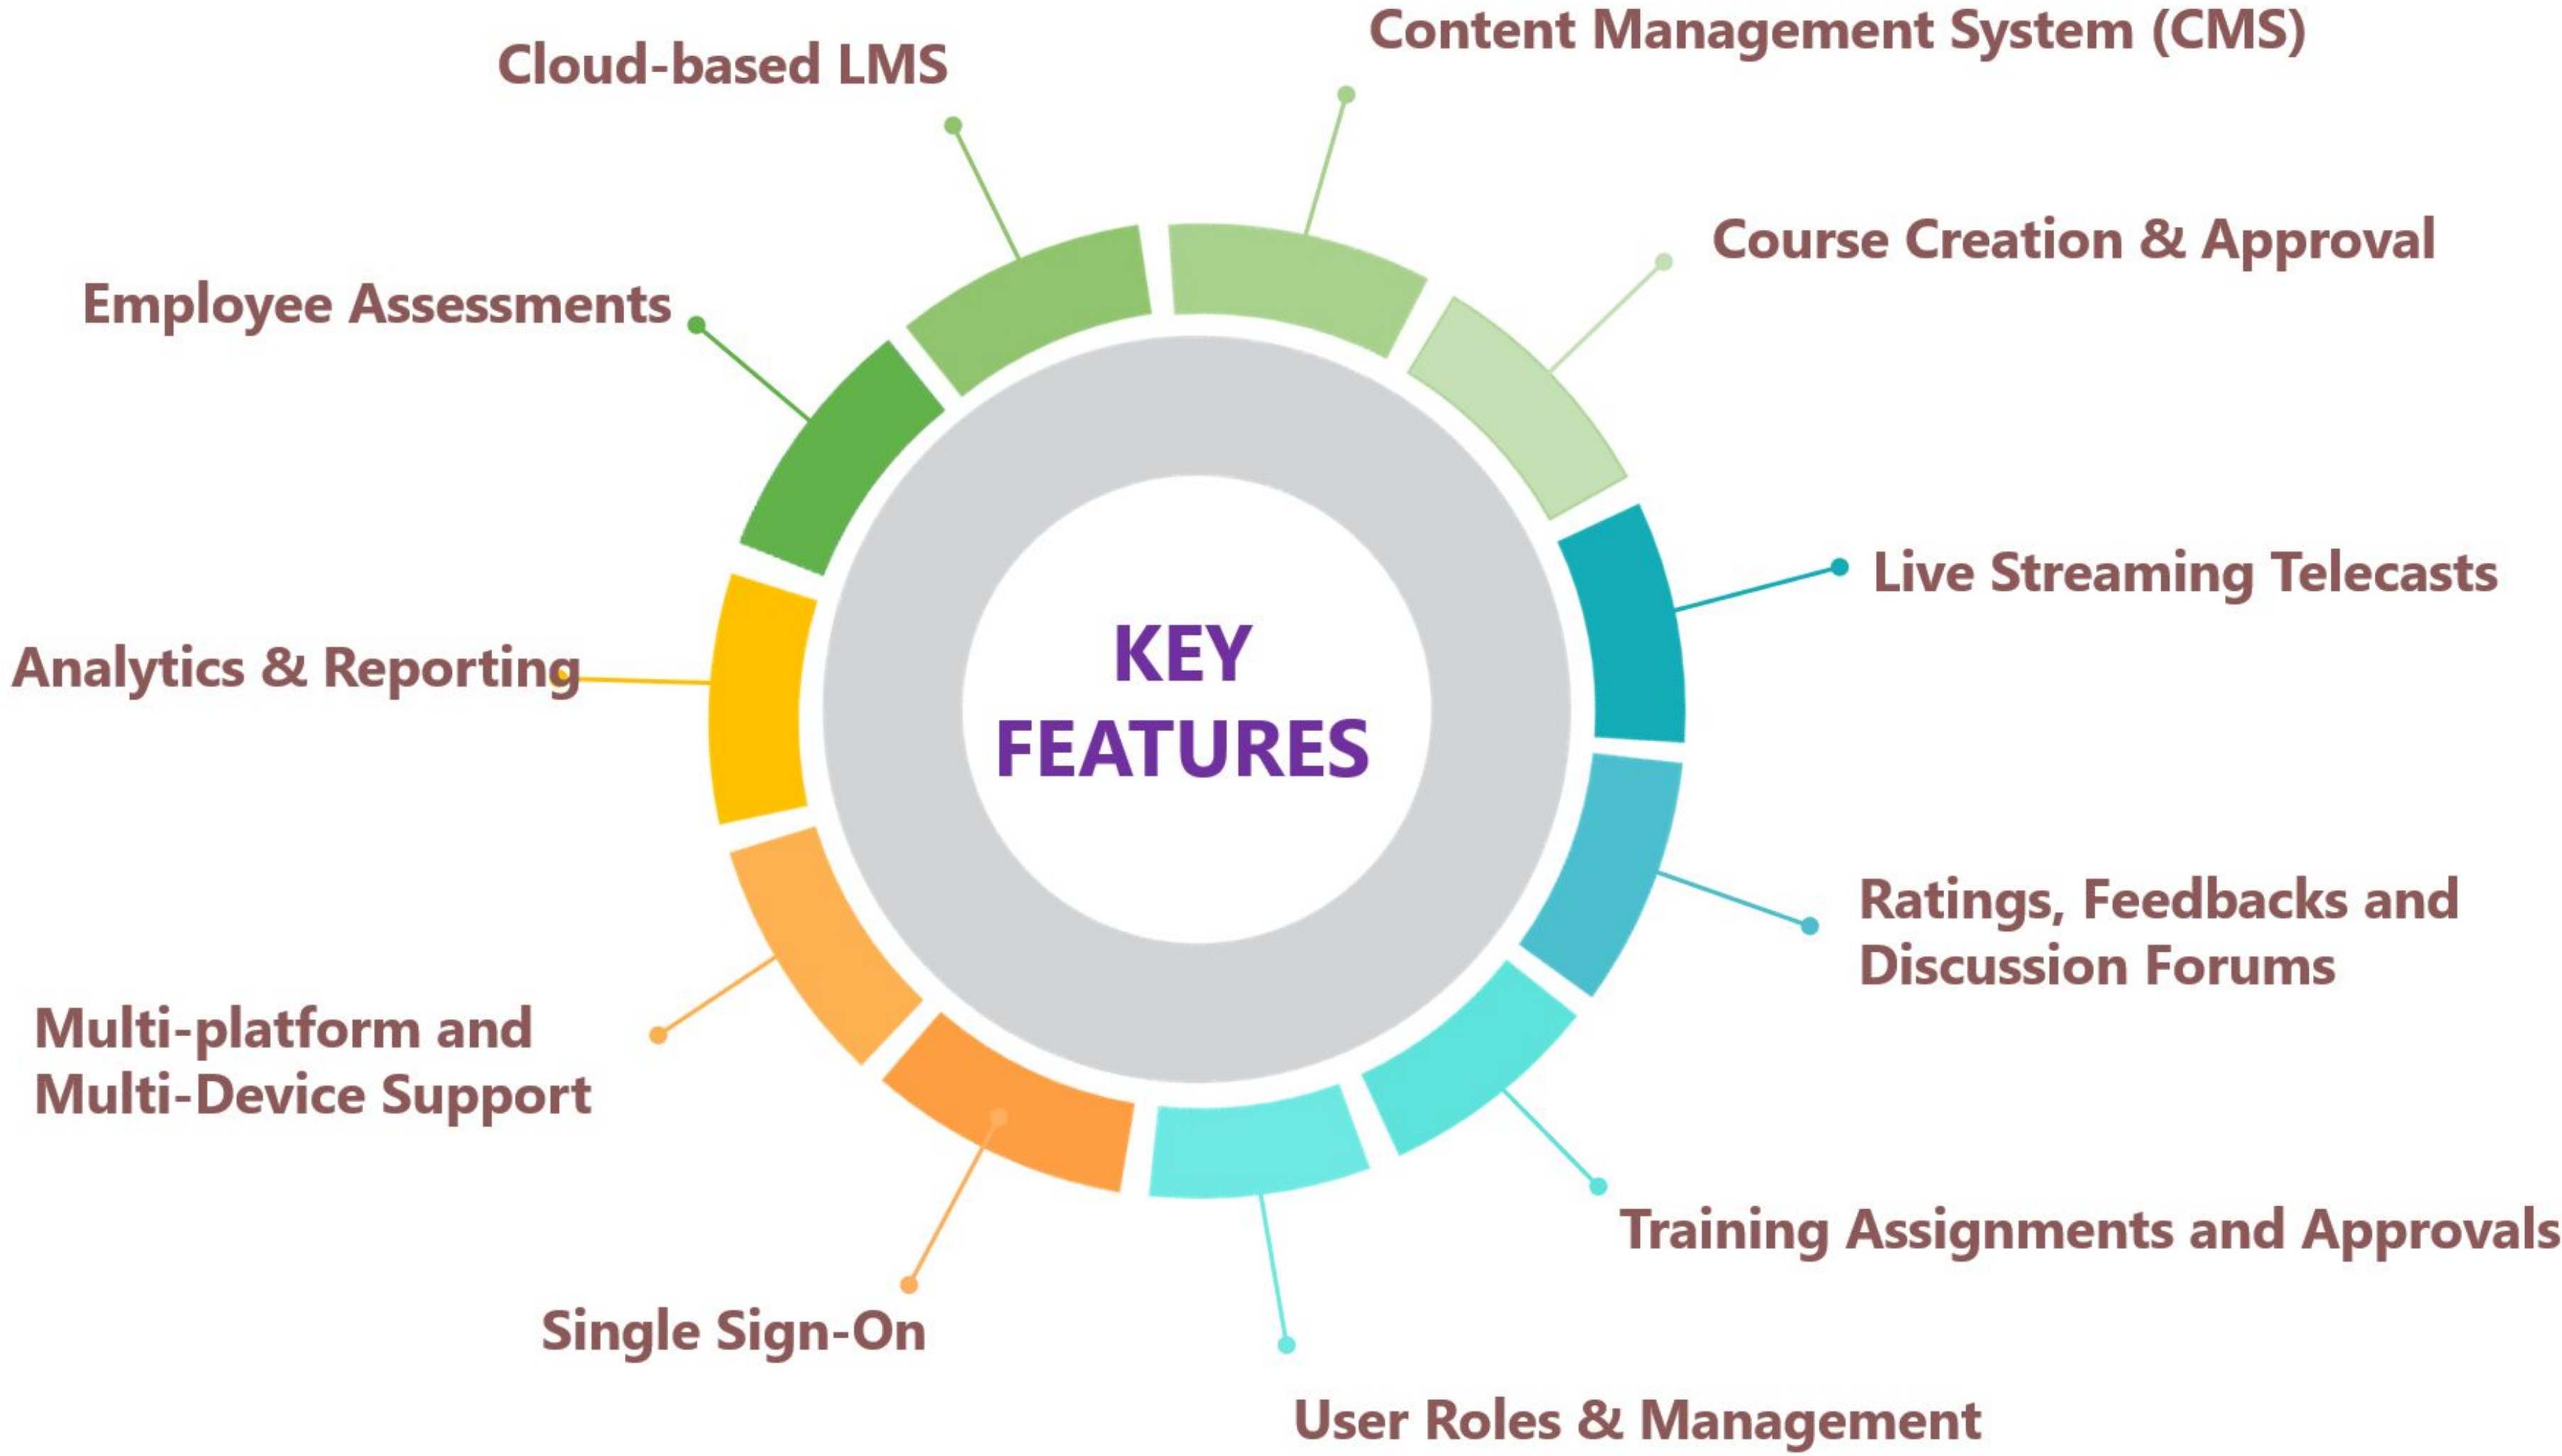 Content Management System (CMS)
Cloud-based LMS
Course Creation & Approval
Employee Assessments
Live Streaming Telecasts
KEY
FEATURES
Analytics & Reporting
Ratings, Feedbacks and
Discussion Forums
Multi-platform and
Multi-Device Support
Training Assignments and Approvals
Single Sign-On
User Roles & Management